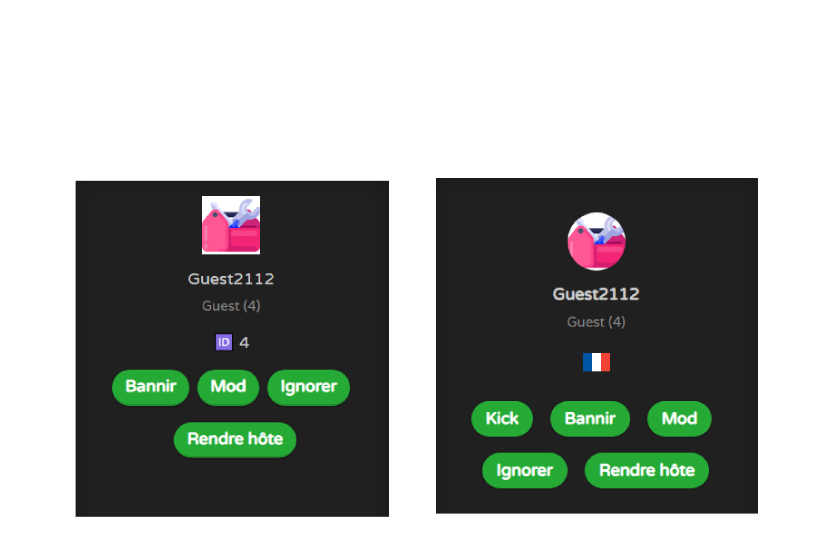 Guest2112
Guest (4)
ID 4
Bannir Mod Ignorer
Rendre hôte
Guest2112
Guest (4)
Kick Bannir Mod
Ignorer Rendre hôte